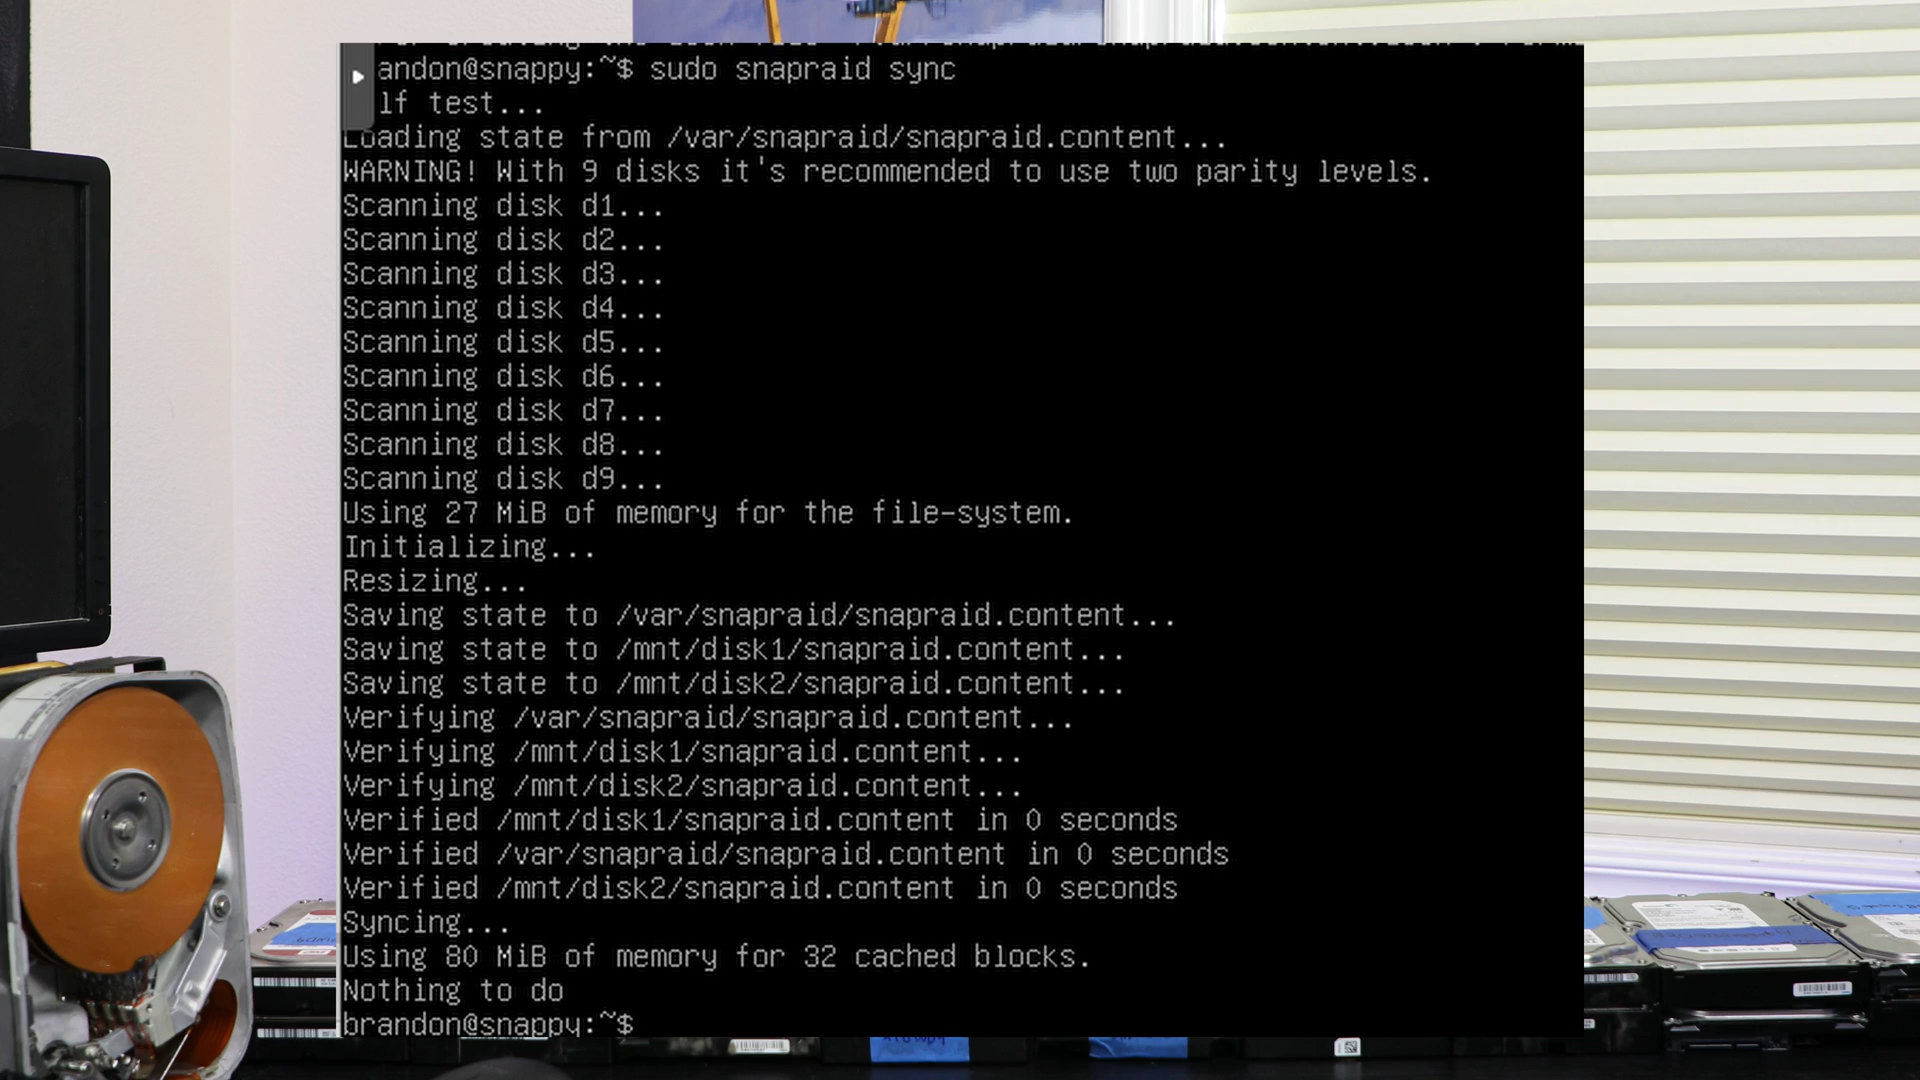 andon@snappy:~$ sudo snapraid sync
lf test...
Loading state from /var/snapraid/snapraid.content...
WARNING! With 9 disks it's recommended to use two parity levels.
Scanning disk d1...
Scanning disk d2...
Scanning disk d3...
Scanning disk d4...
Scanning disk d5...
Scanning disk d6...
Scanning disk d7...
Scanning disk d8...
Scanning disk d9...
Using 27 MiB of memory for the file-system.
Initializing...
Resizing...
Saving state to /var/snapraid/snapraid.content...
Saving state to /mnt/disk1/snapraid.content...
Saving state to /mnt/disk2/snapraid.content...
Verifying /var/snapraid/snapraid.content...
Verifying /mnt/disk1/snapraid.content...
Verifying /mnt/disk2/snapraid.content...
Verified /mnt/disk1/snapraid.content in 0 seconds
Verified /var/snapraid/snapraid.content in 0 seconds
Verified /mnt/disk2/snapraid.content in 0 seconds
Syncing...
Using 80 MiB of memory for 32 cached blocks.
Nothing to do
brandon@snappy:~$